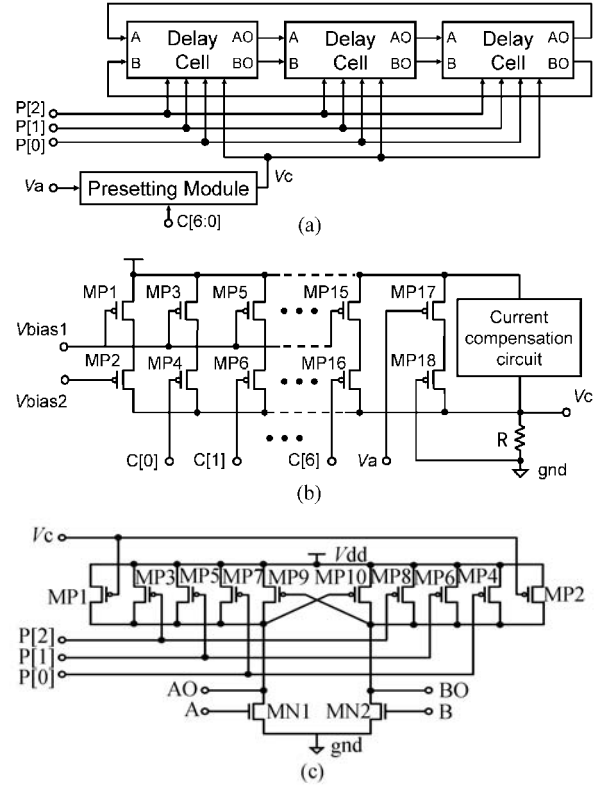 A Delay Cell AO
B BO
A Delay Cell AO
B BO
A Delay Cell AO
B BO
P[2]
P[1]
P[0]
Va
Presetting Module
Vc
C[6:0]
(a)
MP1 MP3 MP5 MP15 MP17
Vbias1
Current compensation circuit
MP2 MP4 MP6 MP16 MP18
Vbias2
Vc
R
C[0] C[1] C[6] Va
gnd
(b)
Vc
Vdd
MP1 MP3 MP5 MP7 MP9 MP10 MP8 MP6 MP4 MP2
P[2]
P[1]
P[0]
AO BO
A MN1 MN2 B
gnd
(c)